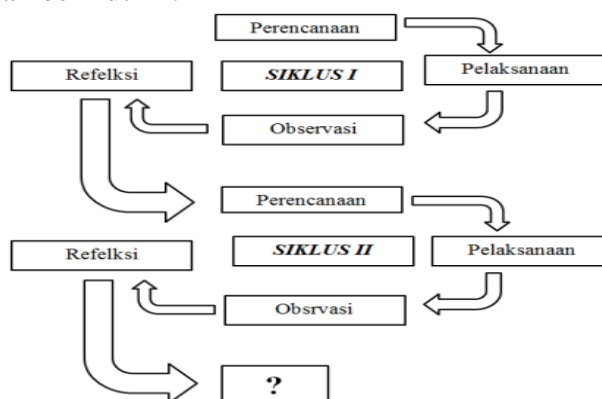 Perencanaan
Refelksi
SIKLUS I
Pelaksanaan
Observasi
Perencanaan
Refelksi
SIKLUS II
Pelaksanaan
Obsrvasi
?